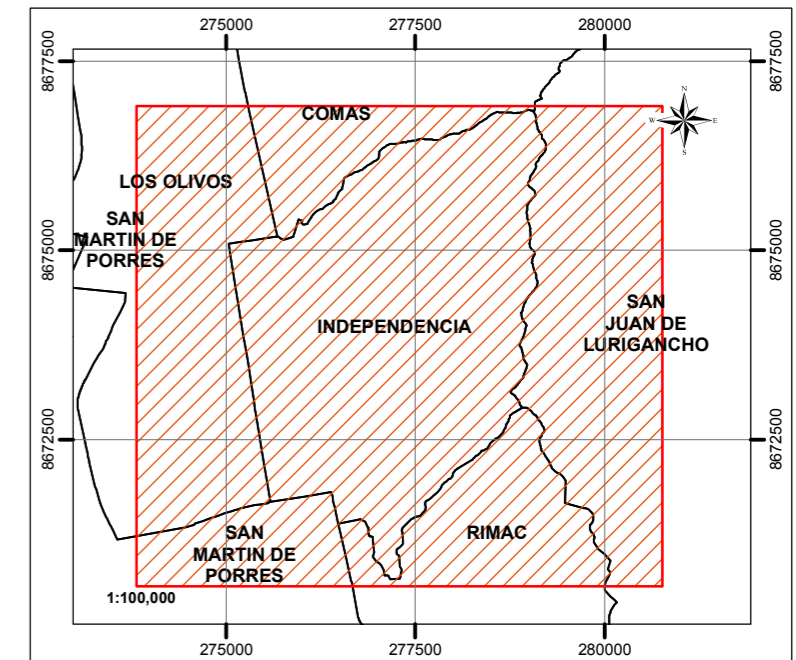 275000
277500
280000
8677500
8677500
N
W
E
S
COMAS
LOS OLIVOS
SAN
MARTIN DE
PORRES
8675000
8675000
SAN
JUAN DE
LURIGANCHO
INDEPENDENCIA
8672500
8672500
RIMAC
SAN
MARTIN DE
PORRES
1:100,000
275000
277500
280000